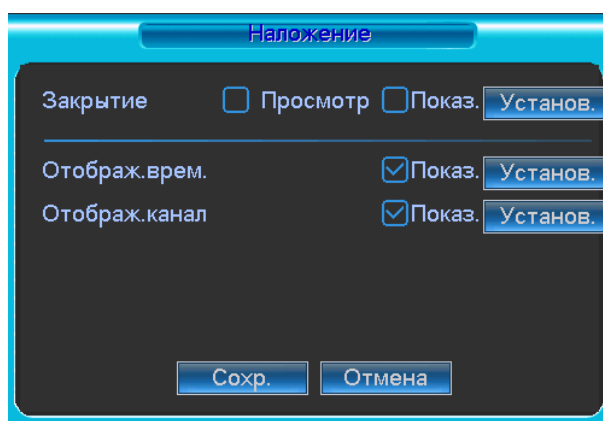 Наложение
Закрытие Просмотр Показ. Установ.
Отображ.врем. Показ. Установ.
Отображ.канал Показ. Установ.
Сохр. Отмена